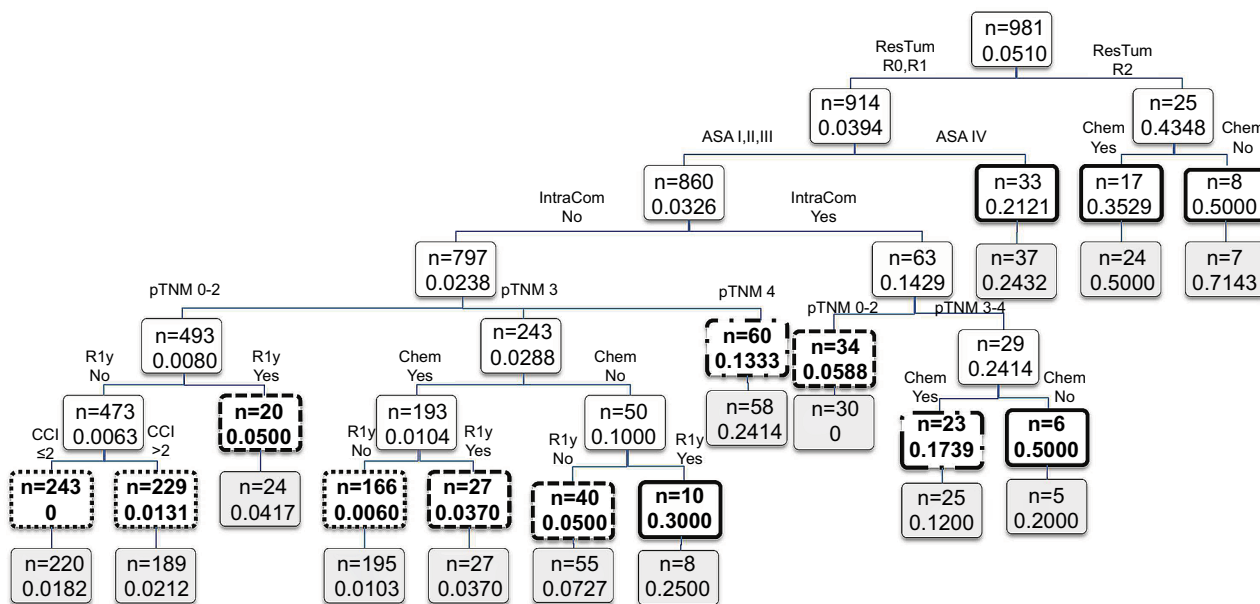 n=981
0.0510
ResTum
R0,R1
ResTum
R2
n=914
0.0394
n=25
0.4348
ASA I,II,III
ASA IV
Chem
Yes
Chem
No
n=860
0.0326
n=33
0.2121
n=17
0.3529
n=8
0.5000
IntraCom
No
IntraCom
Yes
n=797
0.0238
n=63
0.1429
n=37
0.2432
n=24
0.5000
n=7
0.7143
pTNM 0-2
pTNM 3
pTNM 4
pTNM 0-2
pTNM 3-4
n=493
0.0080
n=243
0.0288
n=60
0.1333
n=34
0.0588
n=29
0.2414
R1y
No
R1y
Yes
Chem
Yes
Chem
No
Chem
Yes
Chem
No
n=473
0.0063
n=20
0.0500
n=193
0.0104
n=50
0.1000
n=58
0.2414
n=30
0
n=23
0.1739
n=6
0.5000
CCI
≤2
CCI
>2
R1y
No
R1y
Yes
R1y
No
R1y
Yes
n=243
0
n=229
0.0131
n=24
0.0417
n=166
0.0060
n=27
0.0370
n=40
0.0500
n=10
0.3000
n=25
0.1200
n=5
0.2000
n=220
0.0182
n=189
0.0212
n=195
0.0103
n=27
0.0370
n=55
0.0727
n=8
0.2500